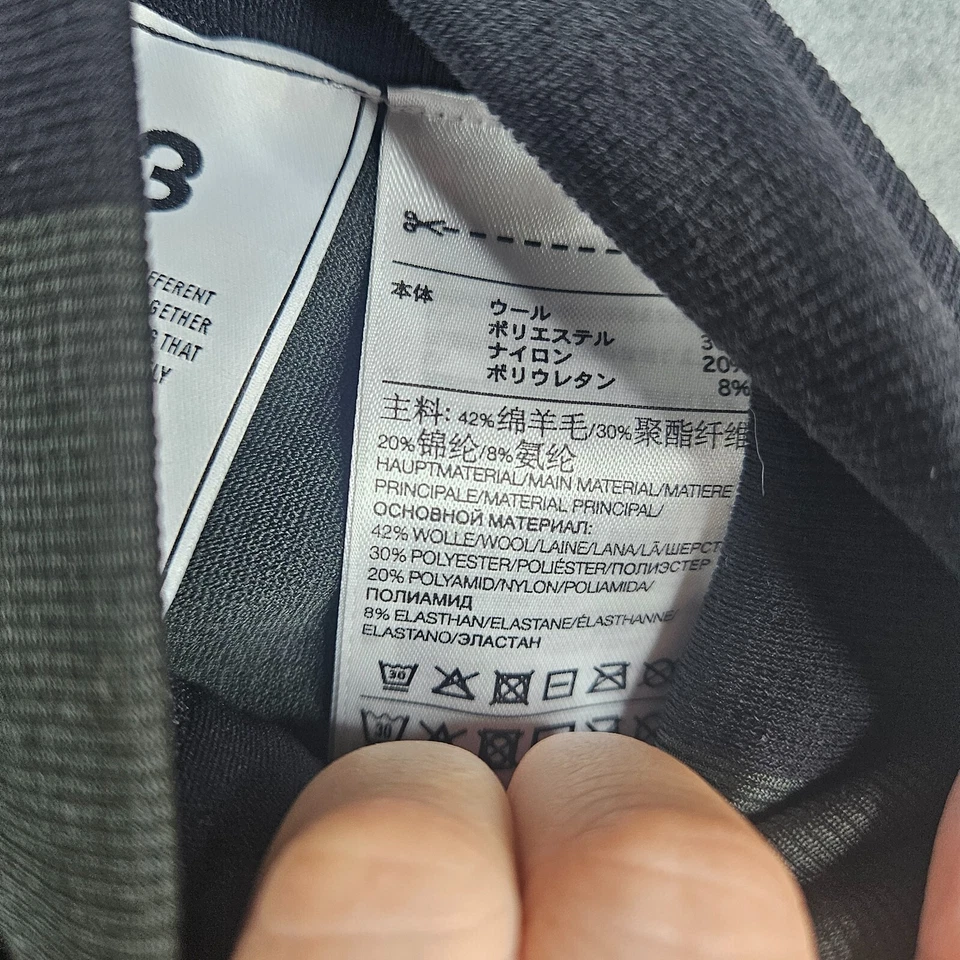 3
FFERENT
GETHER
THAT
LY
本体
ウール
ポリエステル
ナイロン 20%
ポリウレタン 8%
主料: 42%绵羊毛/30%聚酯纤维
20%锦纶/8%氨纶
HAUPTMATERIAL/MAIN MATERIAL/MATIERE
PRINCIPALE/MATERIAL PRINCIPAL/
ОСНОВНОЙ МАТЕРИАЛ:
42% WOLLE/WOOL/LAINE/LANA/LÃ/ШЕРСТ
30% POLYESTER/POLIÉSTER/ПОЛИЭСТЕР
20% POLYAMID/NYLON/POLIAMIDA/
ПОЛИАМИД
8% ELASTHAN/ELASTANE/ÉLASTHANNE/
ELASTANO/ЭЛАСТАН
30
30